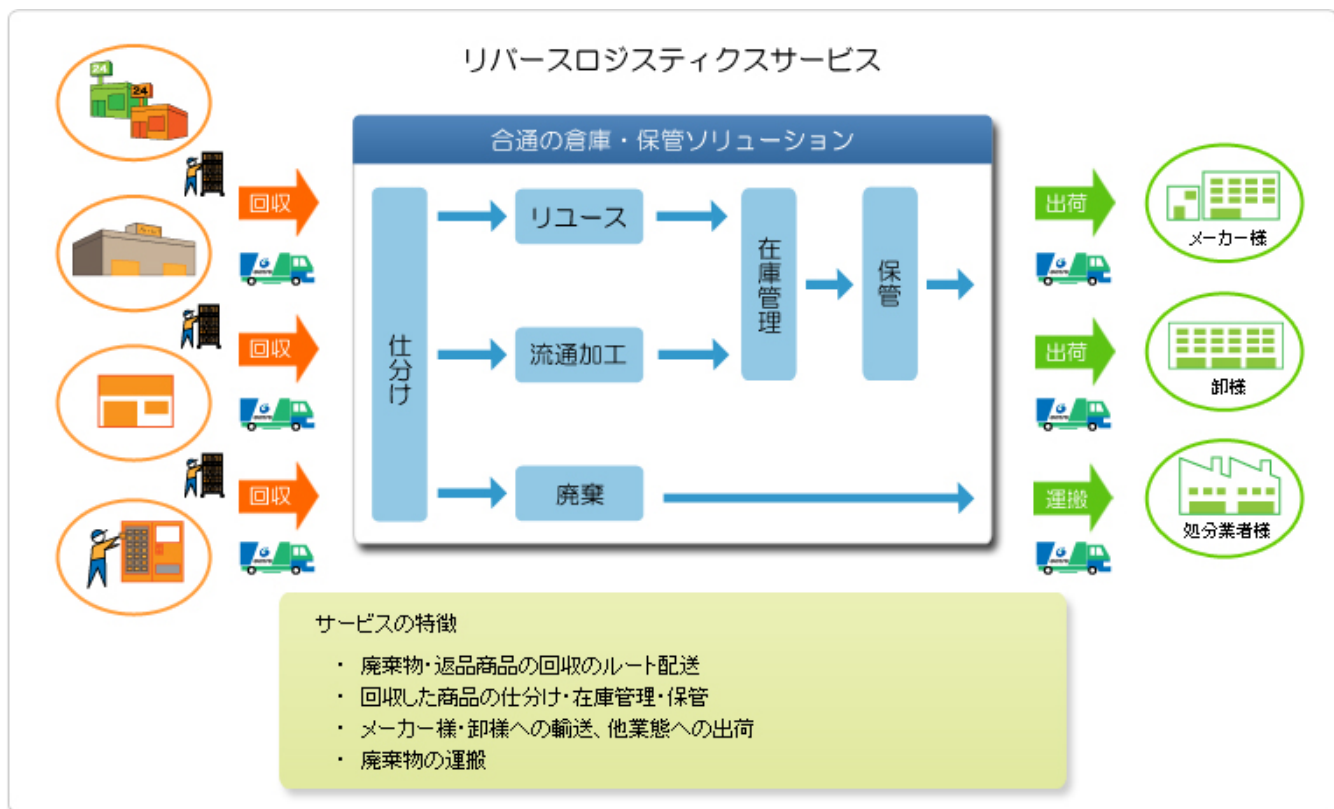 リバースロジスティクスサービス
合通の倉庫・保管ソリューション
24
24
回収
回収
回収
仕分け
リユース
流通加工
廃棄
在庫管理
保管
出荷
出荷
運搬
メーカー様
卸様
処分業者様
サービスの特徴
・ 廃棄物・返品商品の回収のルート配送
・ 回収した商品の仕分け・在庫管理・保管
・ メーカー様・卸様への輸送、他業態への出荷
・ 廃棄物の運搬